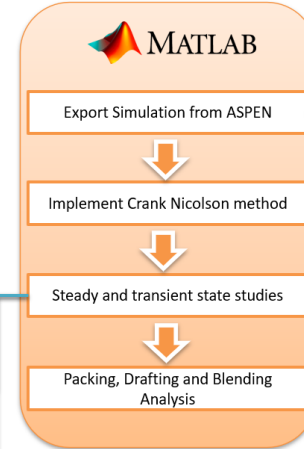 MATLAB
Export Simulation from ASPEN
Implement Crank Nicolson method
Steady and transient state studies
Packing, Drafting and Blending
Analysis